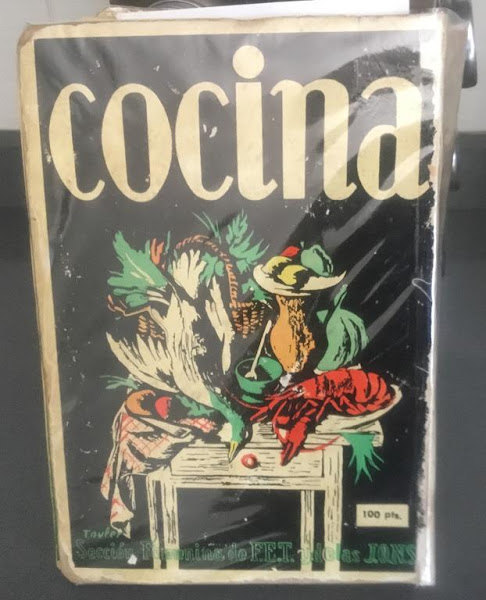 cocina
100 pts.
Sección Femenina de F.E.T. y de las JONS